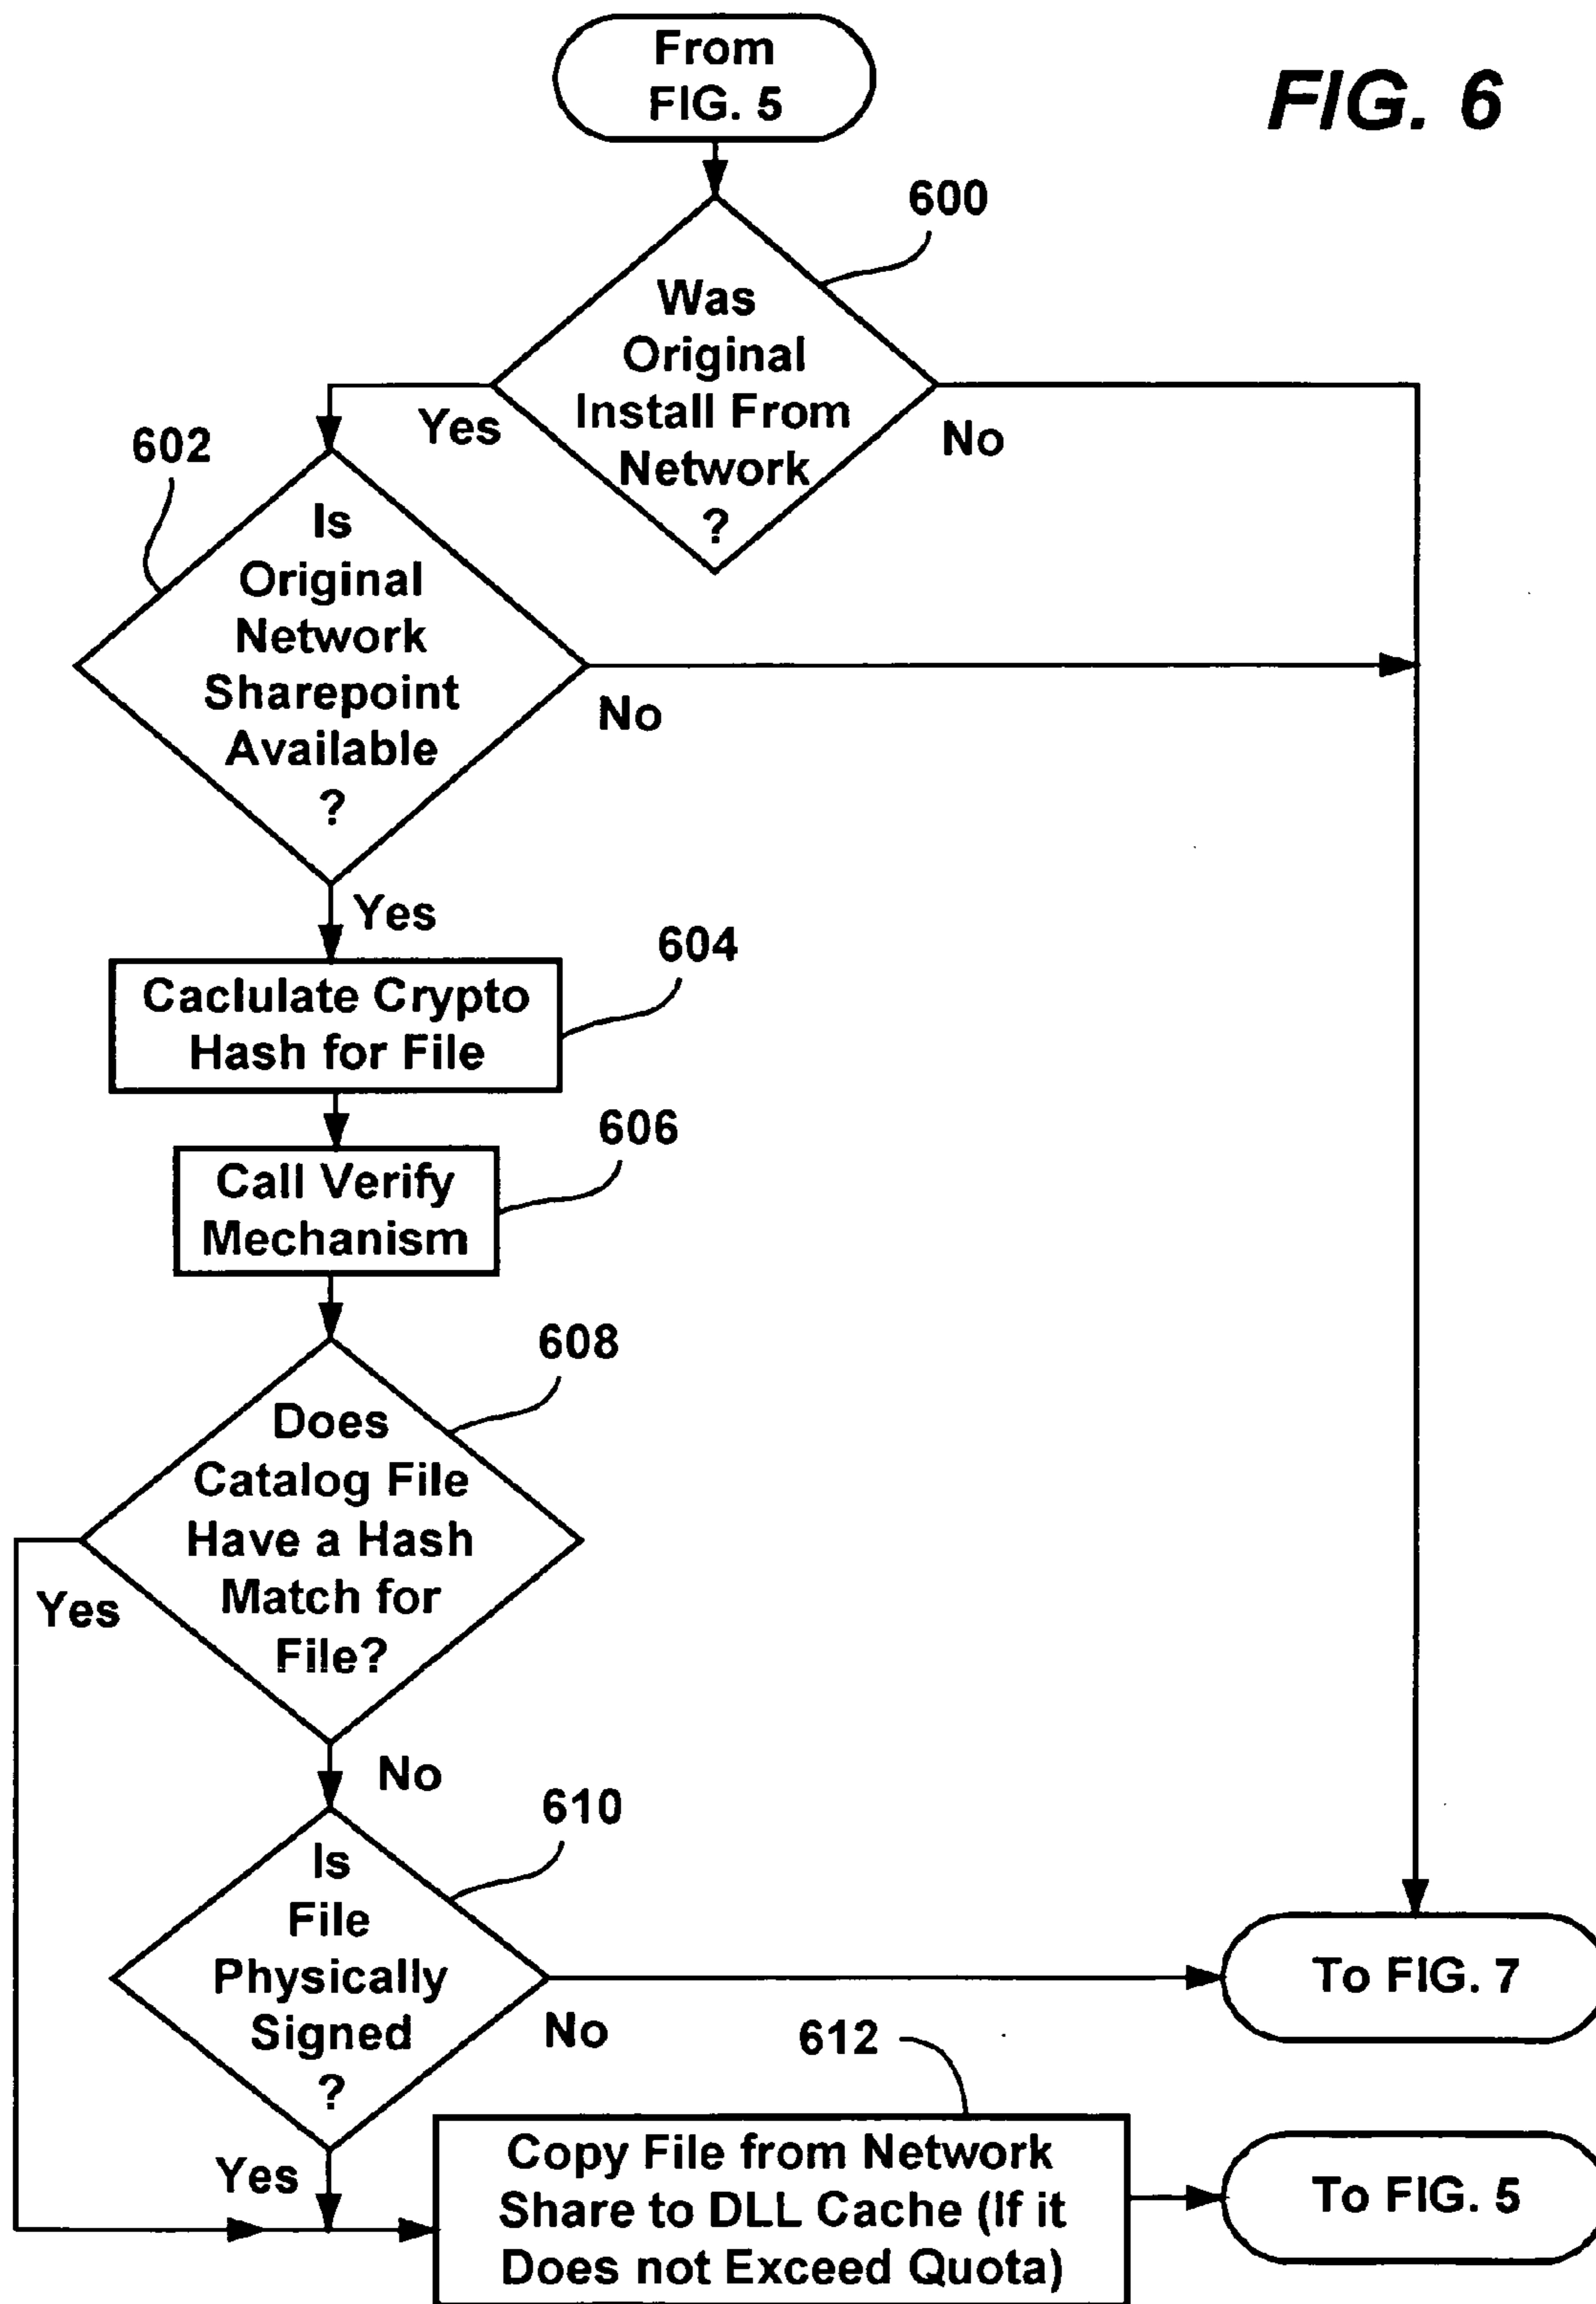 From
FIG. 5
FIG. 6
600
Was
Original
Install From
Network
?
Yes
No
602
Is
Original
Network
Sharepoint
Available
?
No
Yes
604
Caclulate Crypto
Hash for File
606
Call Verify
Mechanism
608
Does
Catalog File
Have a Hash
Match for
File?
Yes
No
610
Is
File
Physically
Signed
?
No
To FIG. 7
612
Yes
Copy File from Network
Share to DLL Cache (If it
Does not Exceed Quota)
To FIG. 5